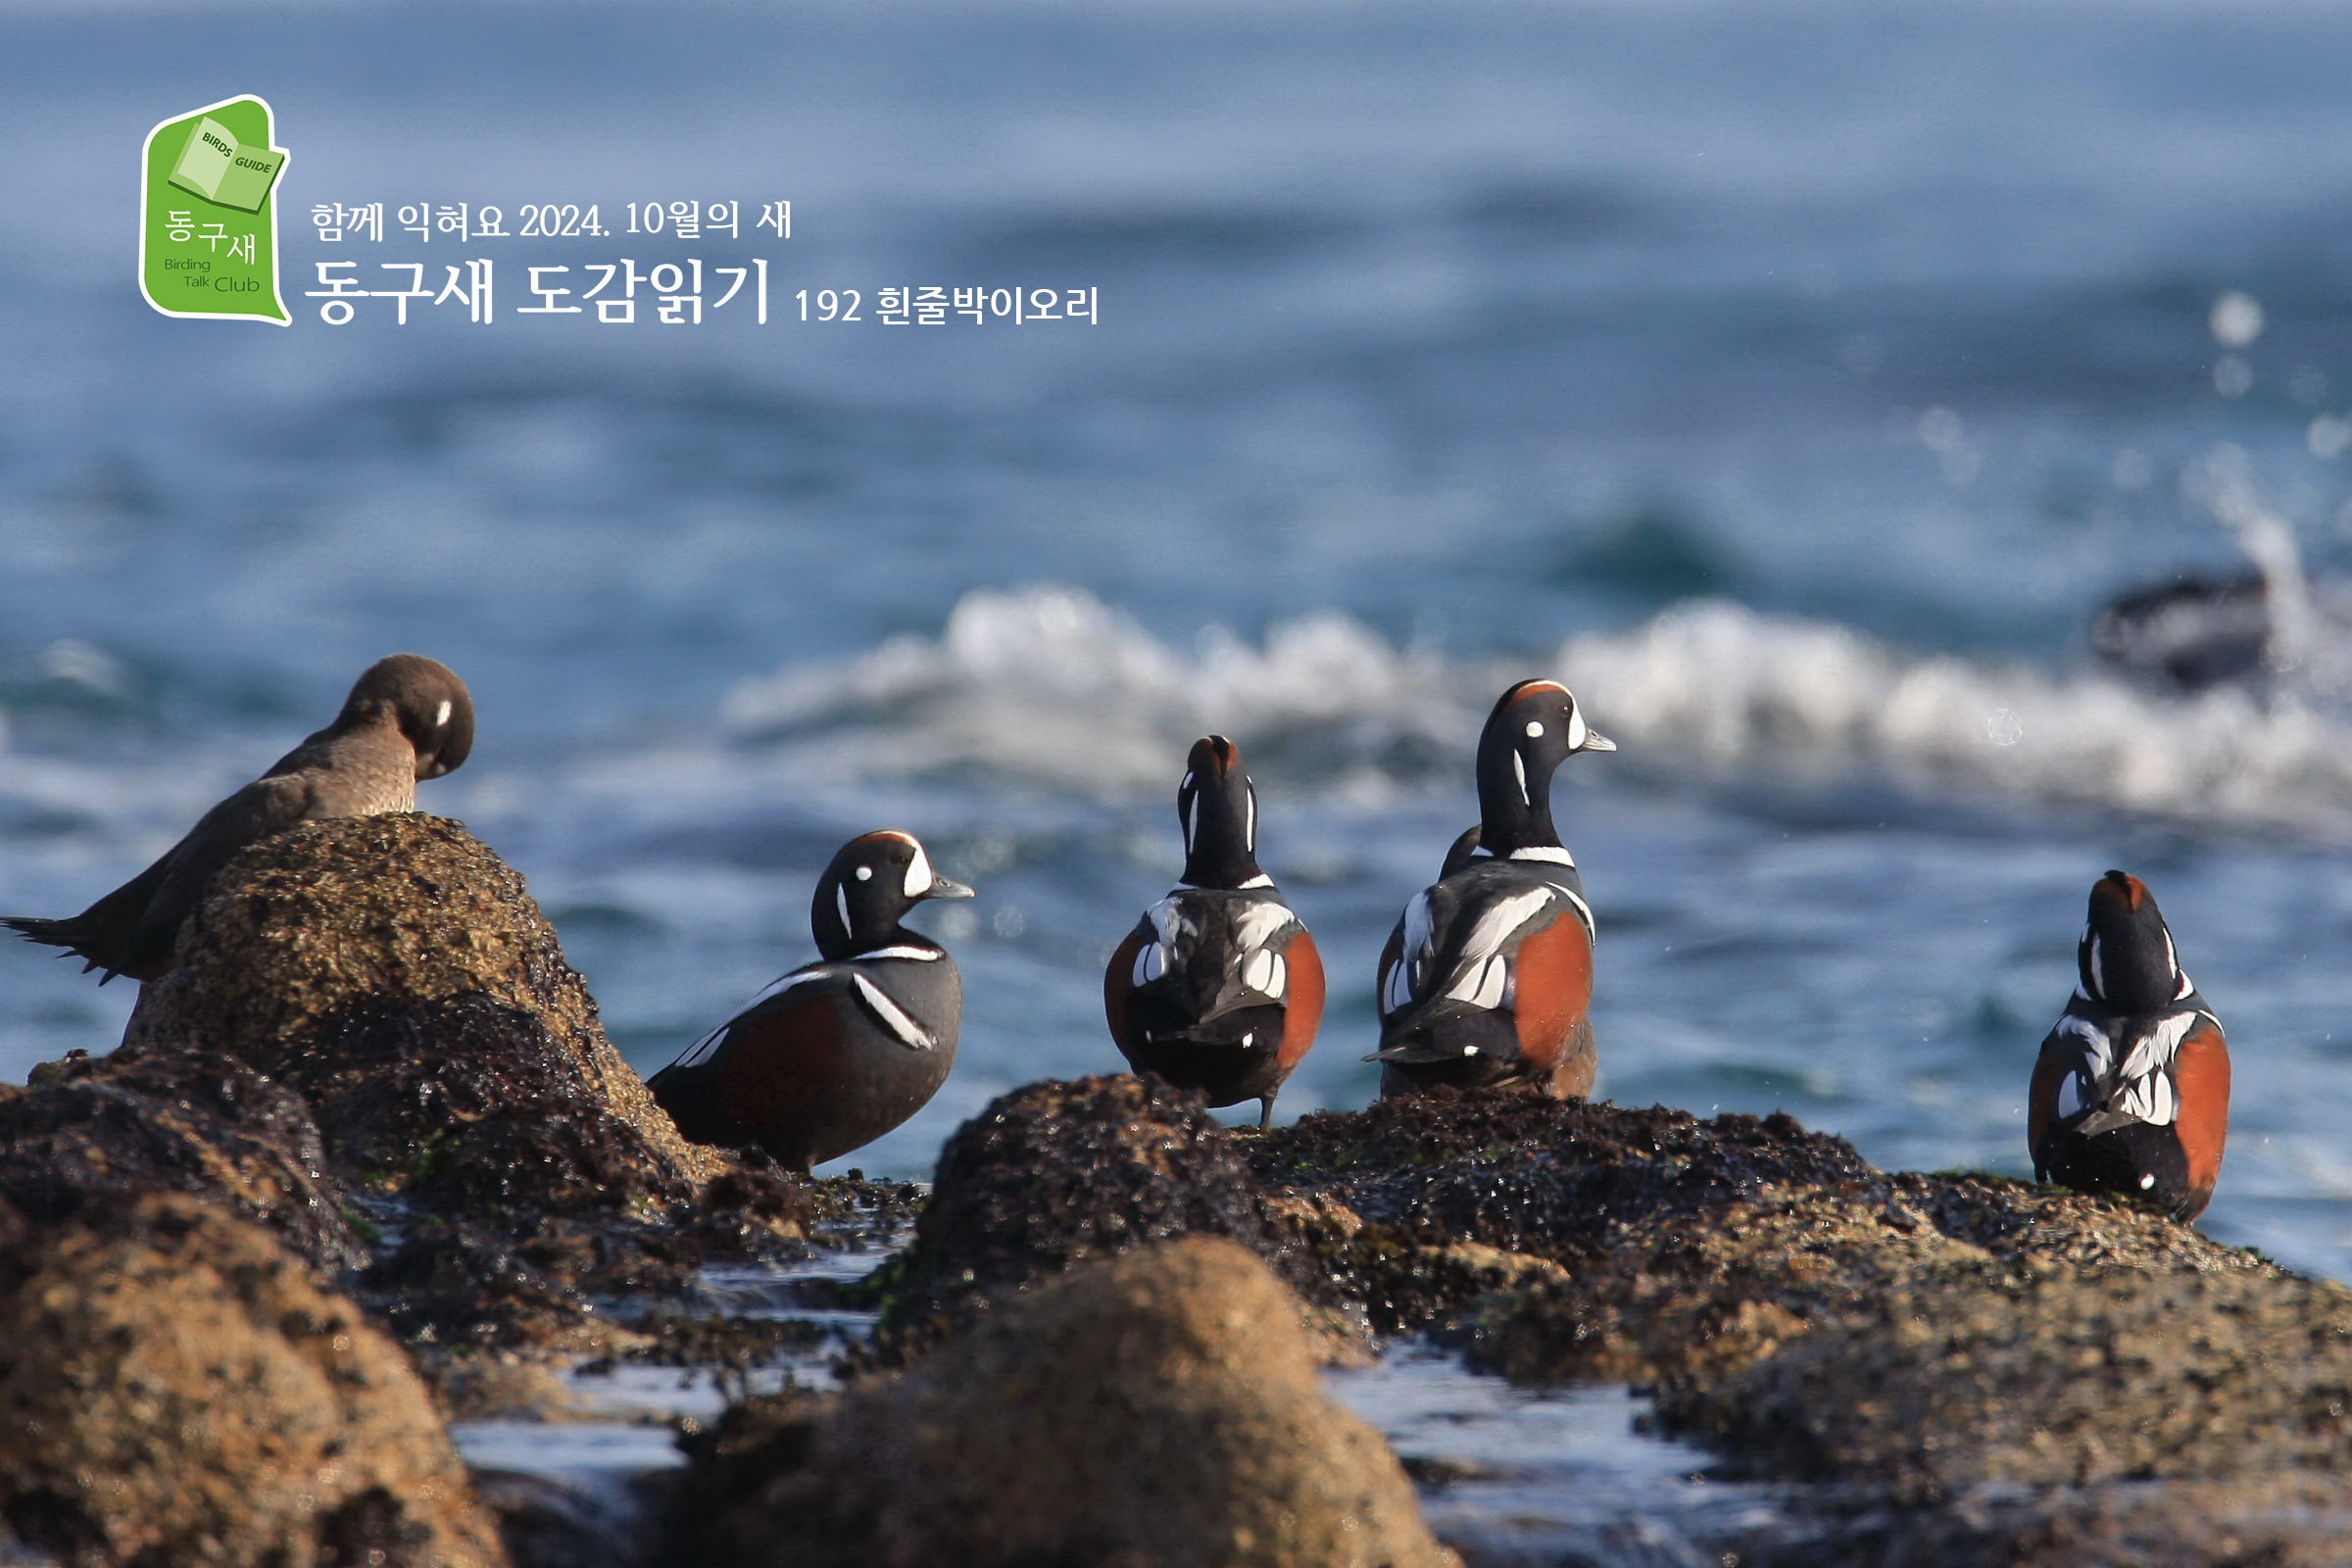 BIRDS GUIDE
동구새
Birding
Talk Club
함께 익혀요 2024. 10월의 새
동구새 도감읽기 192 흰줄박이오리